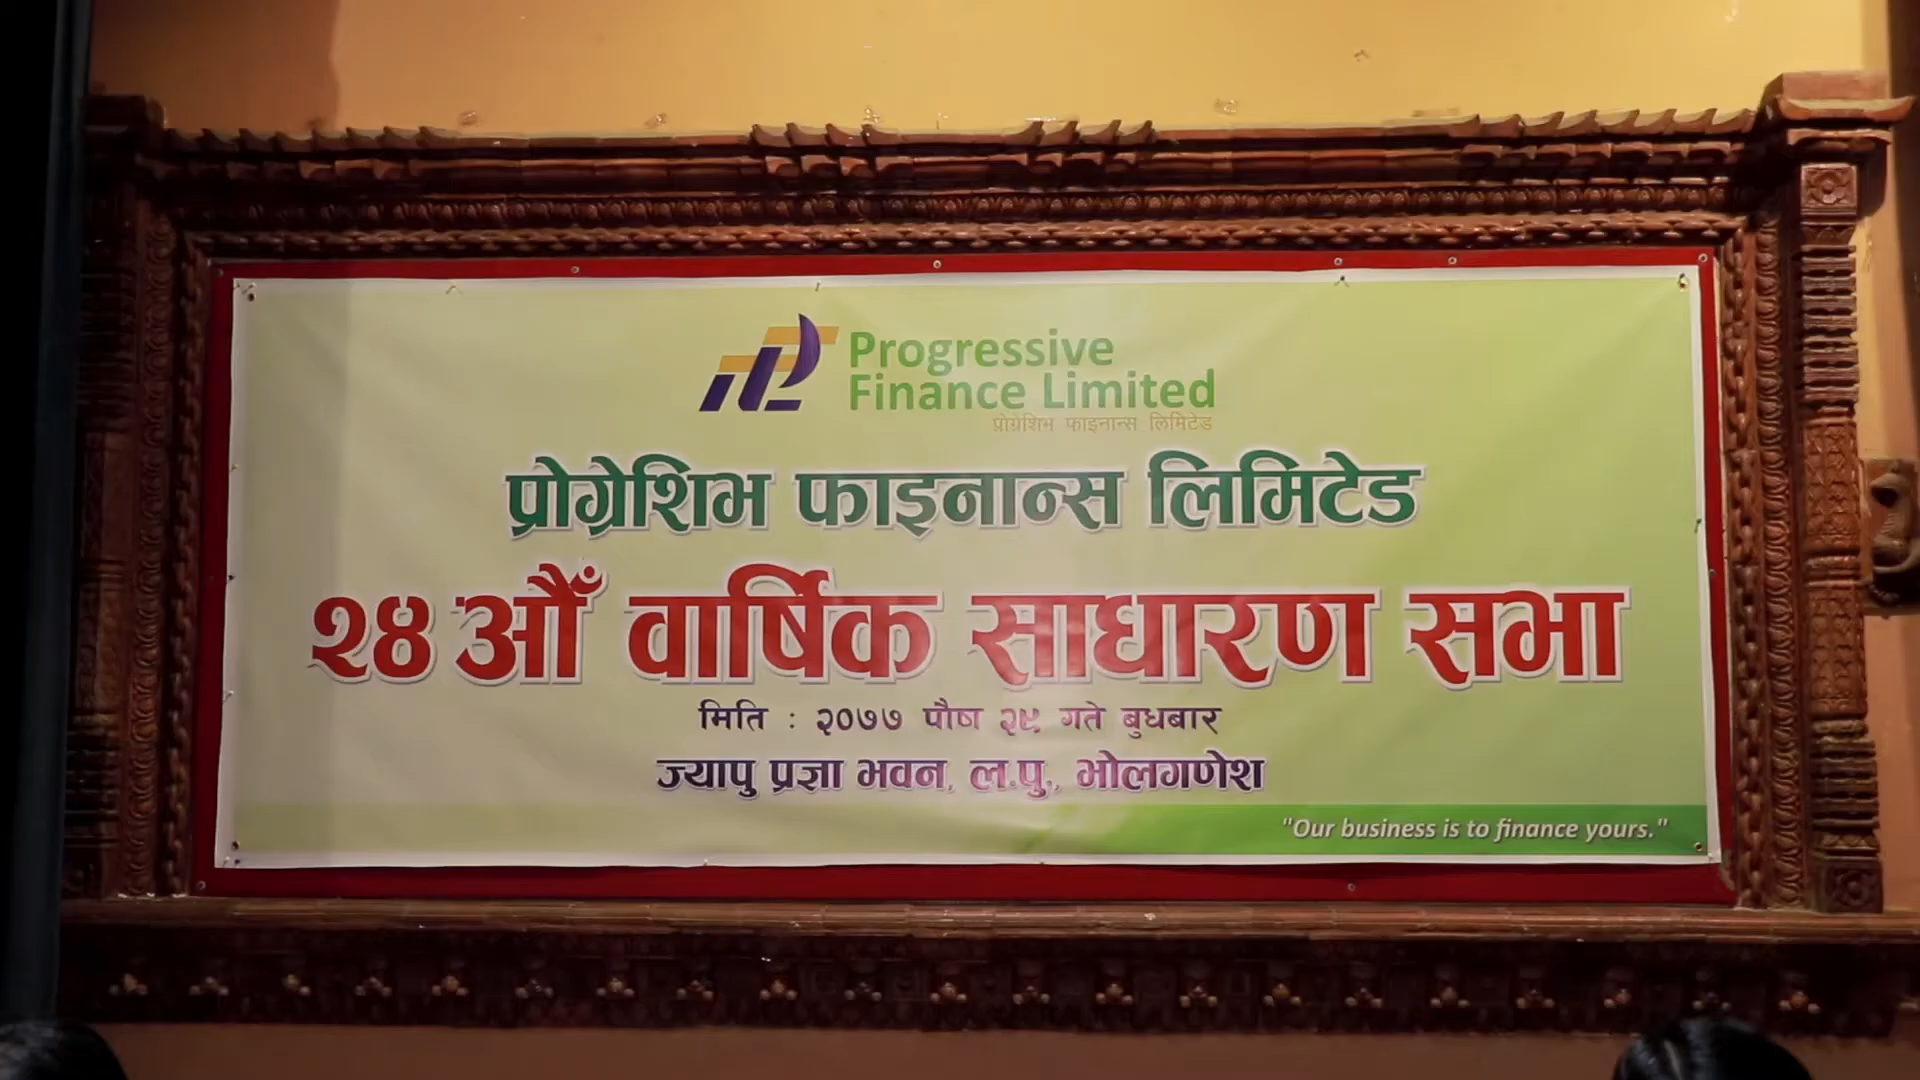 Progressive
Finance Limited
प्रोग्रेशिभ फाइनान्स लिमिटेड
प्रोग्रेशिभ फाइनान्स लिमिटेड
२४औँ वार्षिक साधारण सभा
मिति : २०७७ पौष २९ गते बुधबार
ज्यापु प्रज्ञा भवन, ल.पु., भोलगणेश
"Our business is to finance yours."